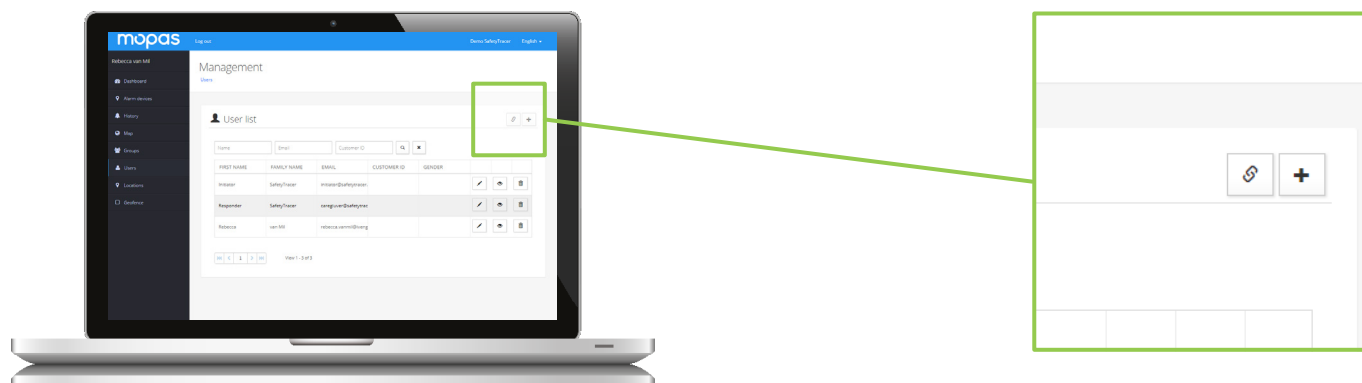 mopas
Log out
Demo SafetyTracer
English
Rebecca van Mil
Management
Users
Dashboard
Alarm devices
History
Map
Groups
Users
Locations
Geofence
User list
Name
Email
Customer ID
FIRST NAME FAMILY NAME EMAIL CUSTOMER ID GENDER
Initiator SafetyTracer
Responder SafetyTracer
Rebecca van Mil
1
View 1 - 3 of 3